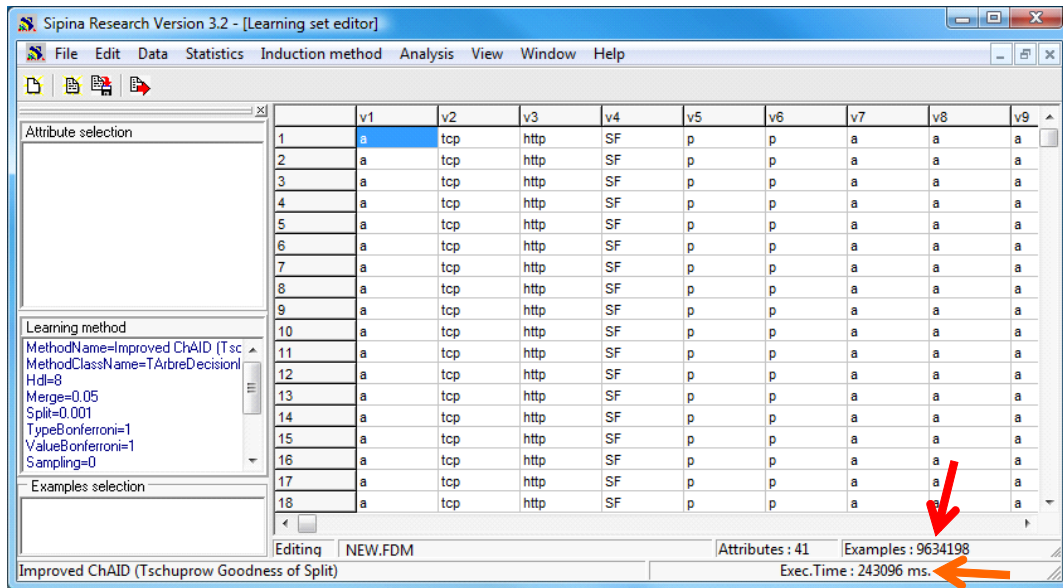 Sipina Research Version 3.2 - [Learning set editor]
File Edit Data Statistics Induction method Analysis View Window Help
Attribute selection
v1 v2 v3 v4 v5 v6 v7 v8 v9
1 a tcp http SF p p a a a
2 a tcp http SF p p a a a
3 a tcp http SF p p a a a
4 a tcp http SF p p a a a
5 a tcp http SF p p a a a
6 a tcp http SF p p a a a
7 a tcp http SF p p a a a
8 a tcp http SF p p a a a
9 a tcp http SF p p a a a
10 a tcp http SF p p a a a
11 a tcp http SF p p a a a
12 a tcp http SF p p a a a
13 a tcp http SF p p a a a
14 a tcp http SF p p a a a
15 a tcp http SF p p a a a
16 a tcp http SF p p a a a
17 a tcp http SF p p a a a
18 a tcp http SF p p a a a
Learning method
MethodName=Improved ChAID (Tsc
MethodClassName=TArbreDecisionI
Hdl=8
Merge=0.05
Split=0.001
TypeBonferroni=1
ValueBonferroni=1
Sampling=0
Examples selection
Editing NEW.FDM Attributes : 41 Examples : 9634198
Improved ChAID (Tschuprow Goodness of Split) Exec.Time : 243096 ms.